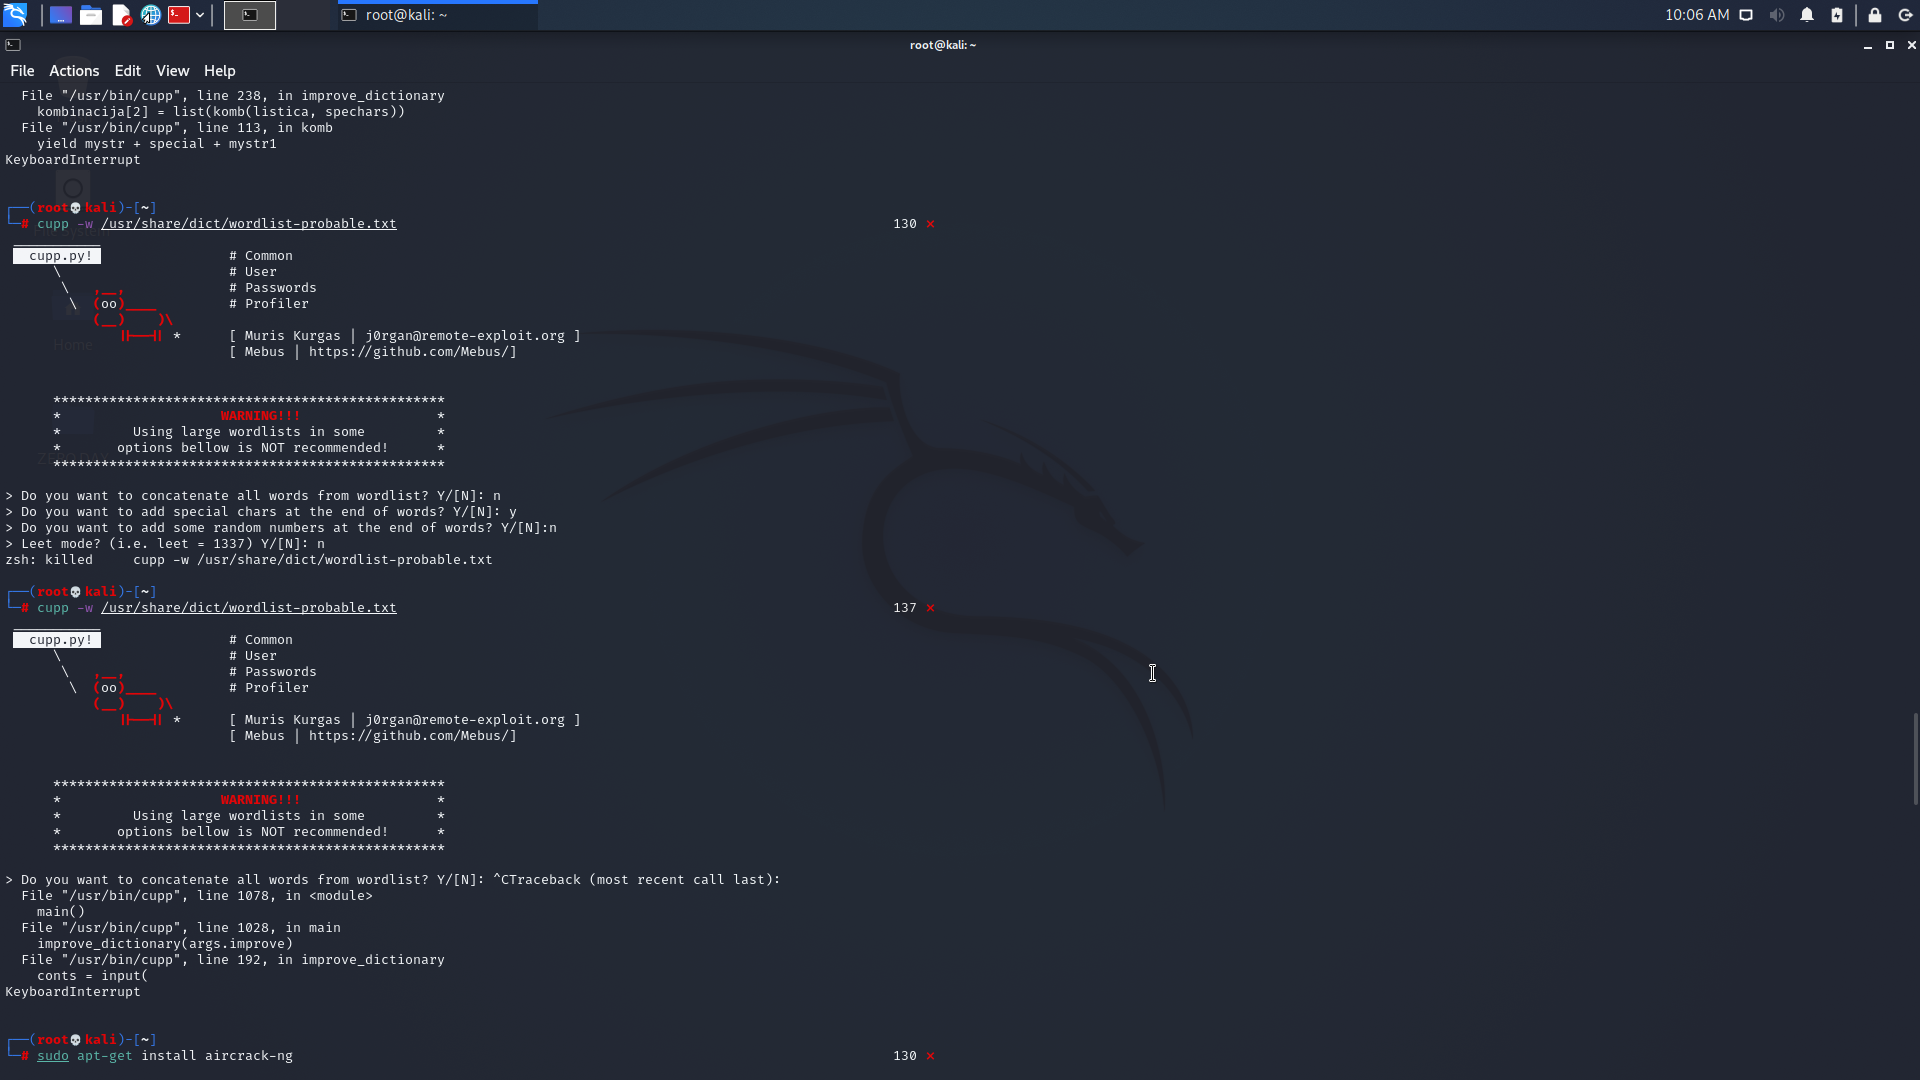 root@kali: ~
10:06 AM
root@kali: ~
File Actions Edit View Help
File "/usr/bin/cupp", line 238, in improve_dictionary
kombinacija[2] = list(komb(listica, spechars))
File "/usr/bin/cupp", line 113, in komb
yield mystr + special + mystr1
KeyboardInterrupt
┌──(root💀kali)-[~]
└─# cupp -w /usr/share/dict/wordlist-probable.txt 130 ⨯
___________
cupp.py! # Common
\ # User
\ ,__, # Passwords
\ (oo)____ # Profiler
(__) )\
||--|| * [ Muris Kurgas | j0rgan@remote-exploit.org ]
[ Mebus | https://github.com/Mebus/]
*************************************************
* WARNING!!! *
* Using large wordlists in some *
* options bellow is NOT recommended! *
*************************************************
> Do you want to concatenate all words from wordlist? Y/[N]: n
> Do you want to add special chars at the end of words? Y/[N]: y
> Do you want to add some random numbers at the end of words? Y/[N]:n
> Leet mode? (i.e. leet = 1337) Y/[N]: n
zsh: killed cupp -w /usr/share/dict/wordlist-probable.txt
┌──(root💀kali)-[~]
└─# cupp -w /usr/share/dict/wordlist-probable.txt 137 ⨯
___________
cupp.py! # Common
\ # User
\ ,__, # Passwords
\ (oo)____ # Profiler
(__) )\
||--|| * [ Muris Kurgas | j0rgan@remote-exploit.org ]
[ Mebus | https://github.com/Mebus/]
*************************************************
* WARNING!!! *
* Using large wordlists in some *
* options bellow is NOT recommended! *
*************************************************
> Do you want to concatenate all words from wordlist? Y/[N]: ^CTraceback (most recent call last):
File "/usr/bin/cupp", line 1078, in <module>
main()
File "/usr/bin/cupp", line 1028, in main
improve_dictionary(args.improve)
File "/usr/bin/cupp", line 192, in improve_dictionary
conts = input(
KeyboardInterrupt
┌──(root💀kali)-[~]
└─# sudo apt-get install aircrack-ng 130 ⨯
Home